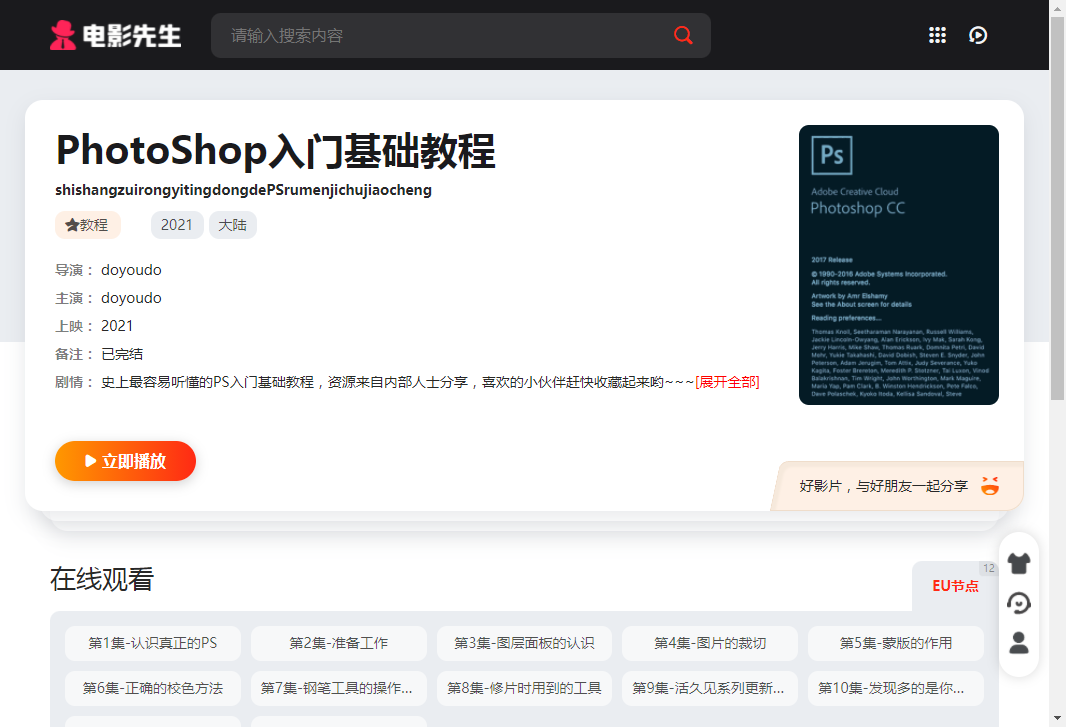 电影先生
请输入搜索内容
PhotoShop入门基础教程
shishangzuirongyitingdongdePSrumenjichujiaocheng
教程 2021 大陆
导演： doyoudo
主演： doyoudo
上映： 2021
备注： 已完结
剧情： 史上最容易听懂的PS入门基础教程，资源来自内部人士分享，喜欢的小伙伴赶快收藏起来哟~~~[展开全部]
立即播放
Ps
Adobe Creative Cloud
Photoshop CC
2017 Release
© 1990-2016 Adobe Systems Incorporated.
All rights reserved.
Artwork by Amr Elshamy
See the About screen for details
Reading preferences...
Thomas Knoll, Seetharaman Narayanan, Russell Williams,
Jackie Lincoln-Owyang, Alan Erickson, Ivy Mak, Sarah Kong,
Jerry Harris, Mike Shaw, Thomas Ruark, Domnita Petri, David
Mohr, Yukie Takahashi, David Dobish, Steven E. Snyder, John
Peterson, Adam Jerugim, Tom Attix, Judy Severance, Yuko
Kagita, Foster Brereton, Meredith P. Stotzner, Tai Luxon, Vinod
Balakrishnan, Tim Wright, John Worthington, Mark Maguire,
Maria Yap, Pam Clark, B. Winston Hendrickson, Pete Falco,
Dave Polaschek, Kyoko Itoda, Kellisa Sandoval, Steve
好影片，与好朋友一起分享
在线观看
EU节点 12
第1集-认识真正的PS 第2集-准备工作 第3集-图层面板的认识 第4集-图片的裁切 第5集-蒙版的作用
第6集-正确的校色方法 第7集-钢笔工具的操作... 第8集-修片时用到的工具 第9集-活久见系列更新... 第10集-发现多的是你...